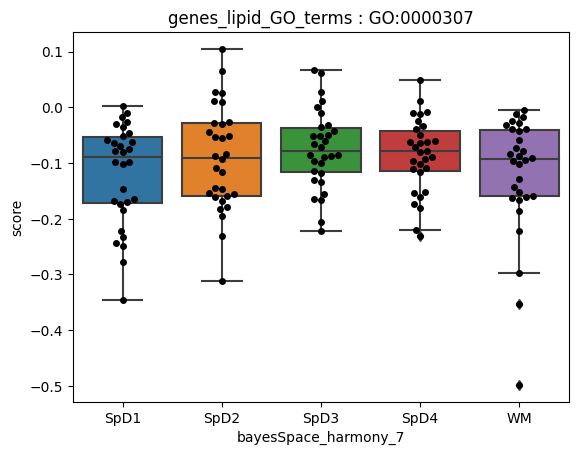 genes_lipid_GO_terms : GO:0000307
0.1
0.0
−0.1
−0.2
−0.3
−0.4
−0.5
score
SpD1 SpD2 SpD3 SpD4 WM
bayesSpace_harmony_7